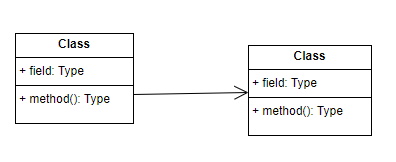 Class
+ field: Type
+ method(): Type
Class
+ field: Type
+ method(): Type